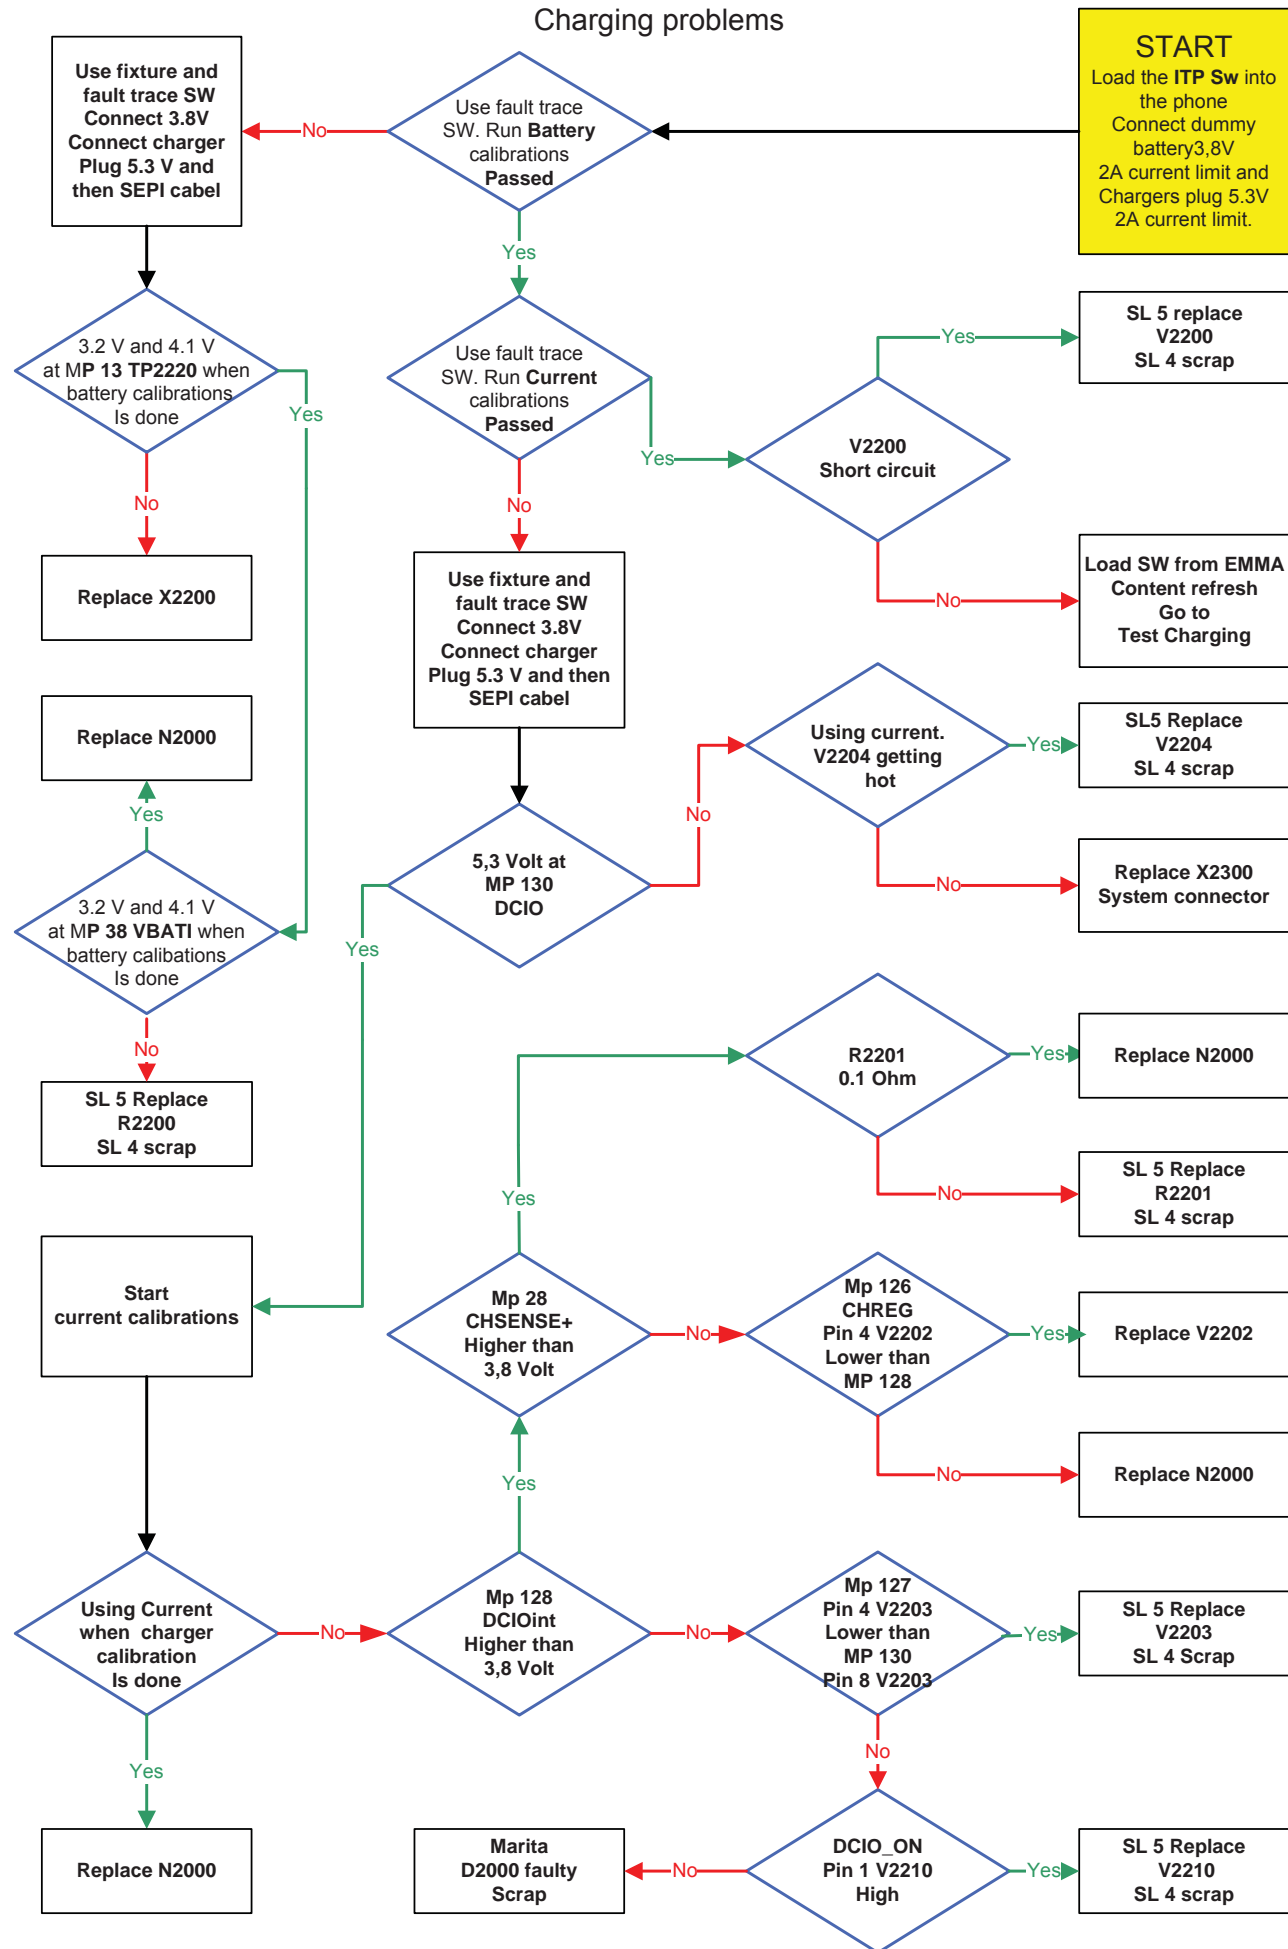 Charging problems
START
Load the ITP Sw into
the phone
Connect dummy
battery3,8V
2A current limit and
Chargers plug 5.3V
2A current limit.
Use fault trace
SW. Run Battery
calibrations
Passed
No
Yes
Use fixture and
fault trace SW
Connect 3.8V
Connect charger
Plug 5.3 V and
then SEPI cabel
3.2 V and 4.1 V
at MP 13 TP2220 when
battery calibrations
Is done
Yes
No
Replace X2200
Replace N2000
Yes
3.2 V and 4.1 V
at MP 38 VBATI when
battery calibations
Is done
No
SL 5 Replace
R2200
SL 4 scrap
Use fault trace
SW. Run Current
calibrations
Passed
Yes
No
V2200
Short circuit
Yes
SL 5 replace
V2200
SL 4 scrap
No
Load SW from EMMA
Content refresh
Go to
Test Charging
Use fixture and
fault trace SW
Connect 3.8V
Connect charger
Plug 5.3 V and then
SEPI cabel
5,3 Volt at
MP 130
DCIO
No
Yes
Using current.
V2204 getting
hot
Yes
SL5 Replace
V2204
SL 4 scrap
No
Replace X2300
System connector
Start
current calibrations
Using Current
when charger
calibration
Is done
Yes
Replace N2000
No
Mp 128
DCIOint
Higher than
3,8 Volt
Yes
No
Mp 28
CHSENSE+
Higher than
3,8 Volt
Yes
No
R2201
0.1 Ohm
Yes
Replace N2000
No
SL 5 Replace
R2201
SL 4 scrap
Mp 126
CHREG
Pin 4 V2202
Lower than
MP 128
Yes
Replace V2202
No
Replace N2000
Mp 127
Pin 4 V2203
Lower than
MP 130
Pin 8 V2203
Yes
SL 5 Replace
V2203
SL 4 Scrap
No
DCIO_ON
Pin 1 V2210
High
Yes
SL 5 Replace
V2210
SL 4 scrap
No
Marita
D2000 faulty
Scrap